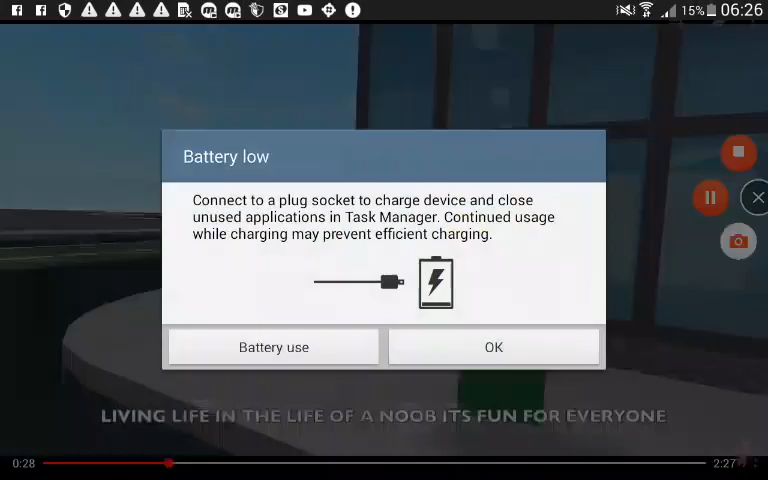 15% 06:26
Battery low
Connect to a plug socket to charge device and close
unused applications in Task Manager. Continued usage
while charging may prevent efficient charging.
Battery use OK
LIVING LIFE IN THE LIFE OF A NOOB ITS FUN FOR EVERYONE
0:28 2:27